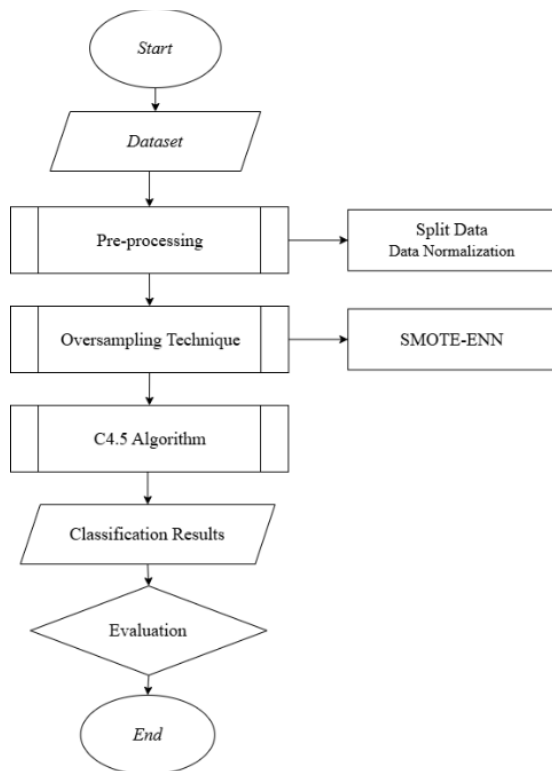 Start
Dataset
Pre-processing
Split Data
Data Normalization
Oversampling Technique
SMOTE-ENN
C4.5 Algorithm
Classification Results
Evaluation
End